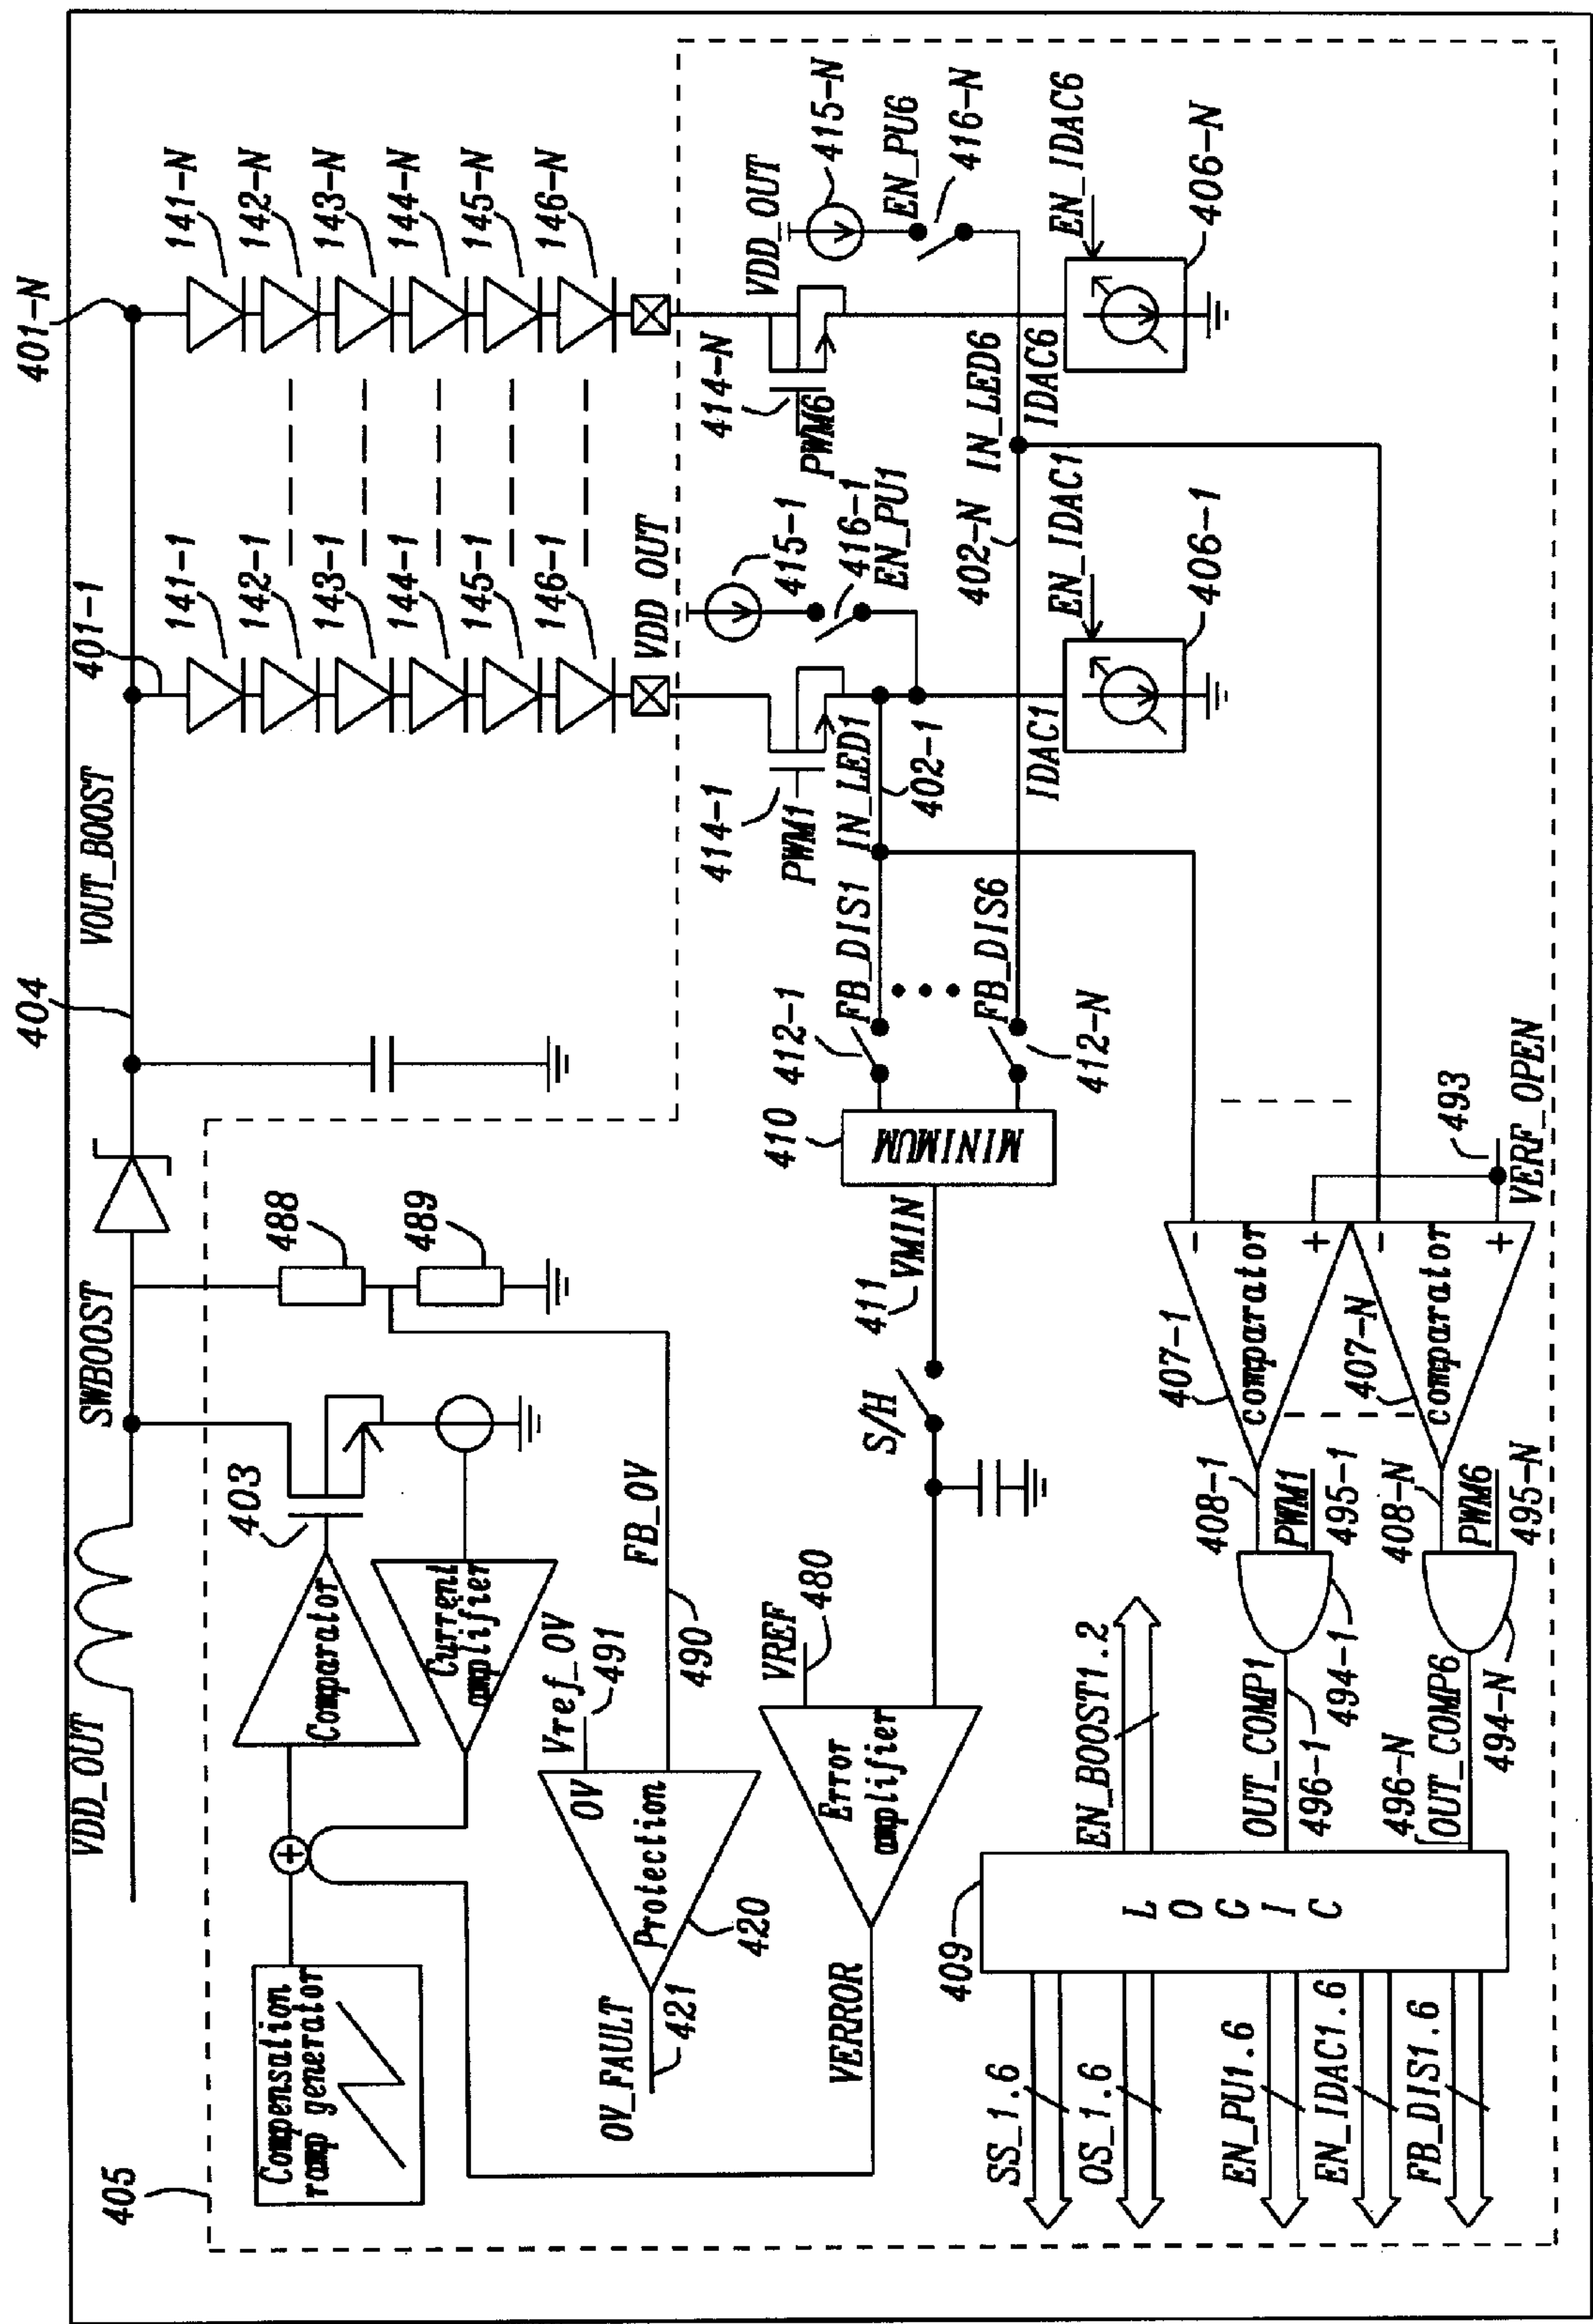 401-N
401-1
404
VOUT_BOOST
SWBOOST
VDD_OUT
141-1
142-1
143-1
144-1
145-1
146-1
141-N
142-N
143-N
144-N
145-N
146-N
VDD OUT
VDD_OUT
415-1
416-1
EN_PU1
415-N
EN_PU6
416-N
414-1
PWM1
414-N
PWM6
IN_LED1
402-1
IN_LED6
402-N
IDAC1
IDAC6
EN_IDAC1
406-1
EN_IDAC6
406-N
FB_DIS1
412-1
FB_DIS6
412-N
410
MINIMUM
411
VMIN
S/H
488
489
403
Comparator
Current
amplifier
FB_OV
490
Vref_OV
491
OV
Protection
420
OV_FAULT
421
Compensation
ramp generator
405
VREF
480
Error
amplifier
VERROR
493
VERF_OPEN
-
+
comparator
407-1
-
+
comparator
407-N
408-1
PWM1
495-1
408-N
PWM6
495-N
494-1
494-N
OUT_COMP1
496-1
OUT_COMP6
496-N
EN_BOOST1.2
409
LOGIC
SS_1.6
OS_1.6
EN_PU1.6
EN_IDAC1.6
FB_DIS1.6
+